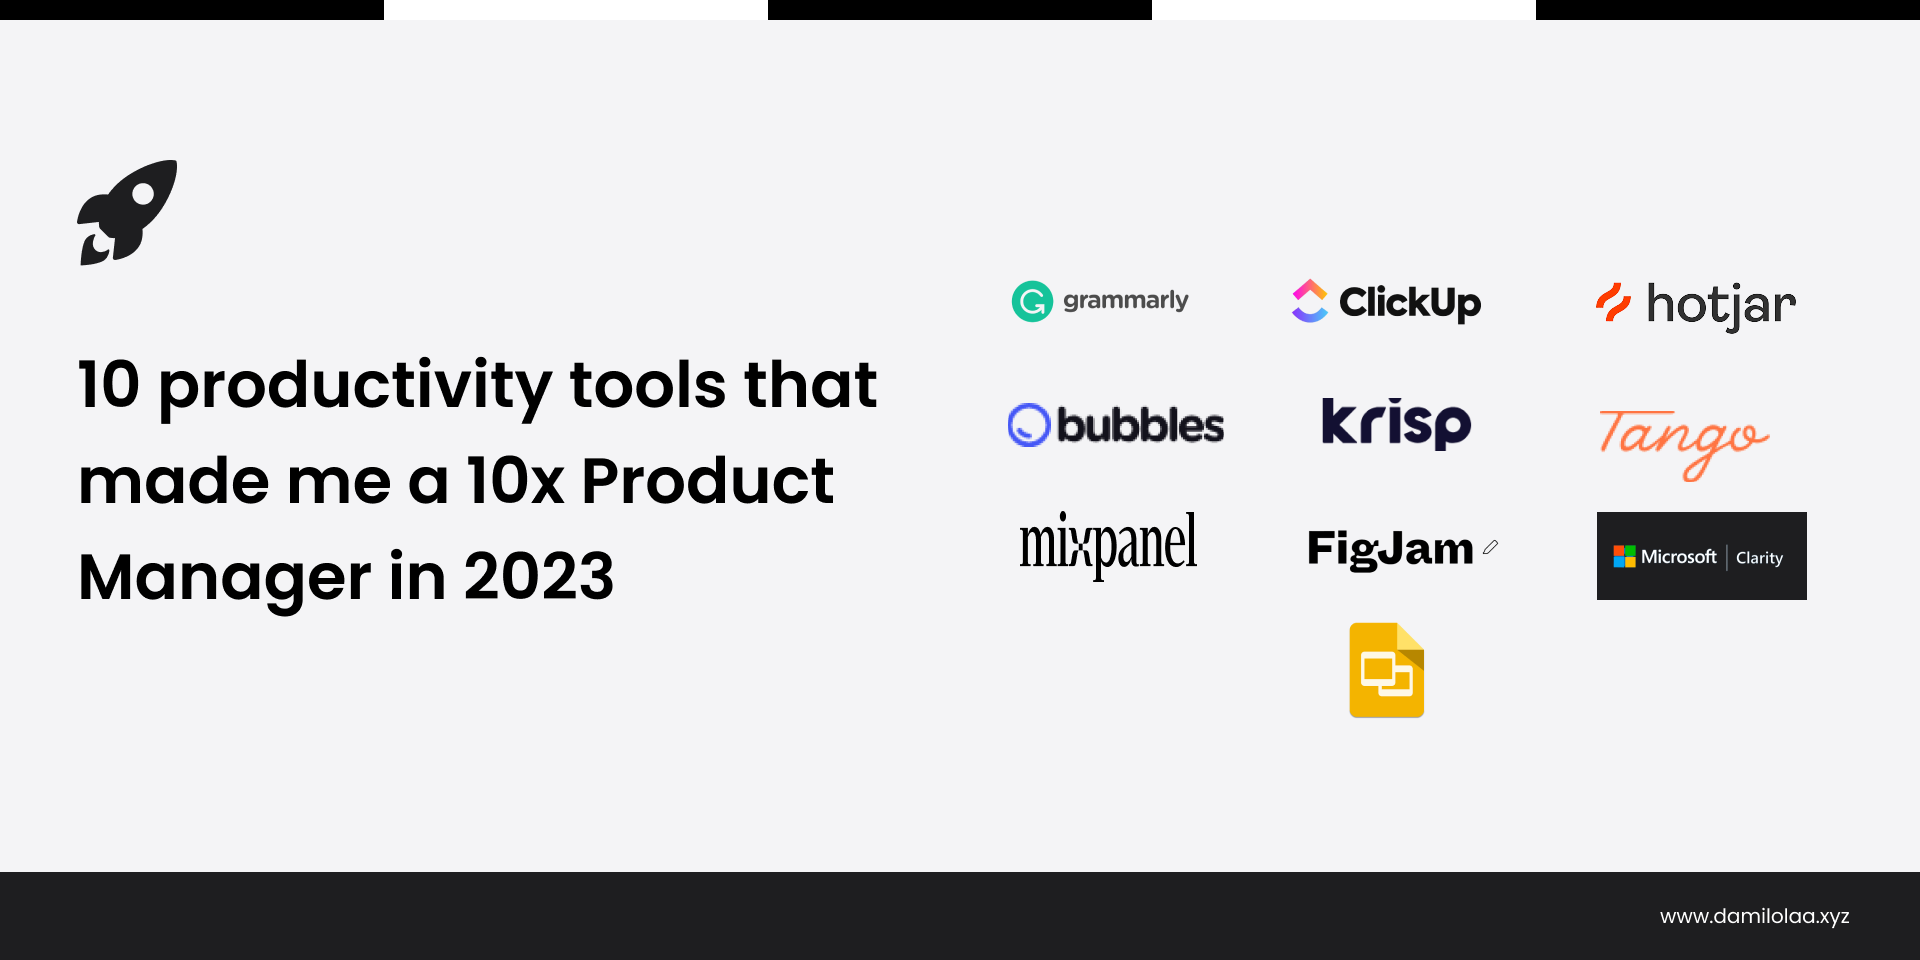 10 productivity tools that
made me a 10x Product
Manager in 2023
grammarly
ClickUp
hotjar
bubbles
krisp
Tango
mixpanel
FigJam
Microsoft | Clarity
www.damilolaa.xyz